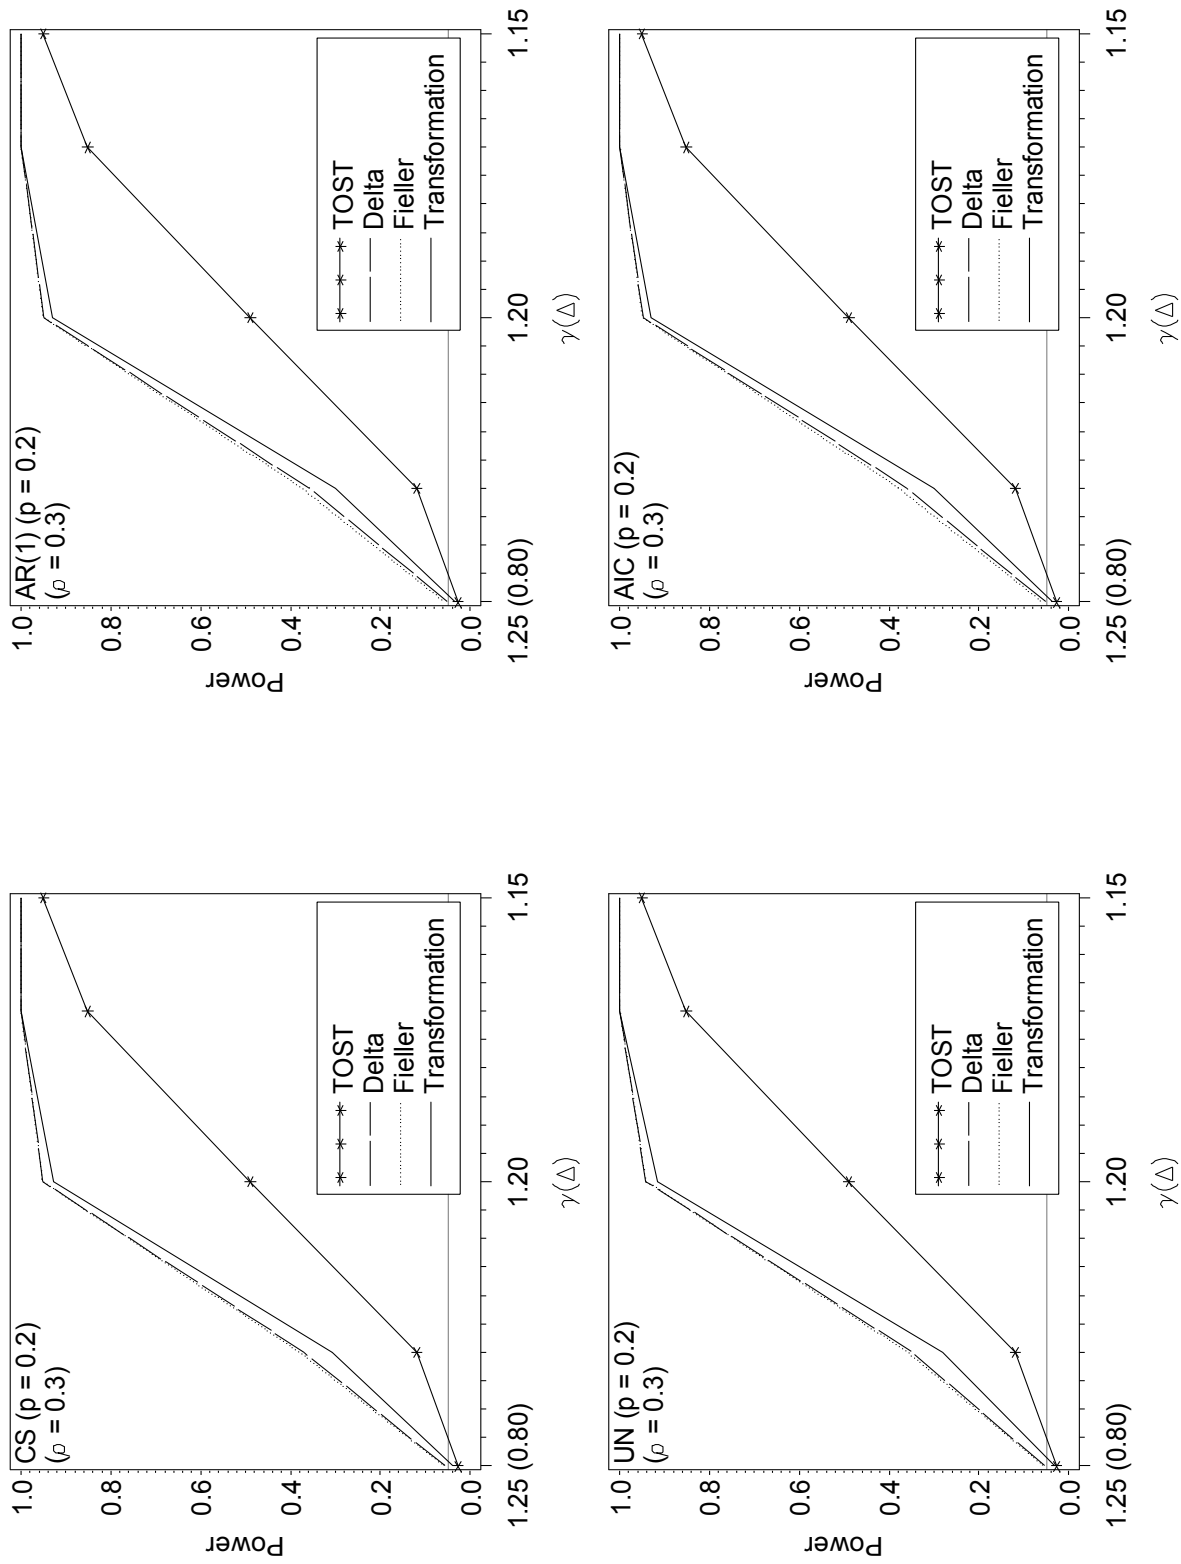 CS (p = 0.2)
(ρ = 0.3)
Power
1.0
0.8
0.6
0.4
0.2
0.0
1.25 (0.80)
1.20
1.15
γ(Δ)
TOST
Delta
Fieller
Transformation
AR(1) (p = 0.2)
(ρ = 0.3)
Power
1.0
0.8
0.6
0.4
0.2
0.0
1.25 (0.80)
1.20
1.15
γ(Δ)
TOST
Delta
Fieller
Transformation
UN (p = 0.2)
(ρ = 0.3)
Power
1.0
0.8
0.6
0.4
0.2
0.0
1.25 (0.80)
1.20
1.15
γ(Δ)
TOST
Delta
Fieller
Transformation
AIC (p = 0.2)
(ρ = 0.3)
Power
1.0
0.8
0.6
0.4
0.2
0.0
1.25 (0.80)
1.20
1.15
γ(Δ)
TOST
Delta
Fieller
Transformation